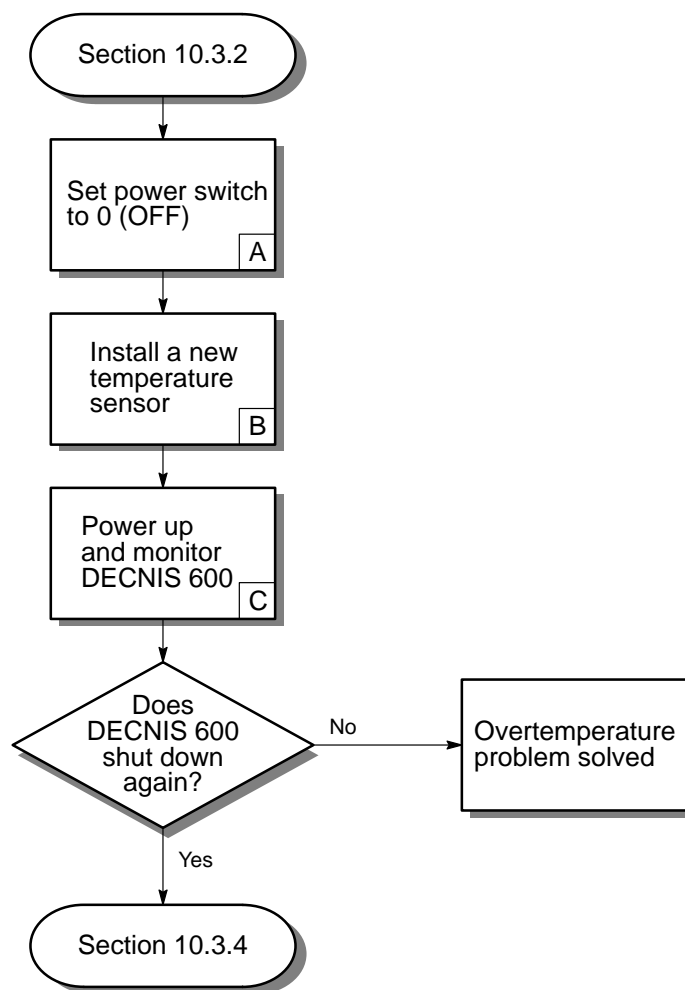 Section 10.3.2
Set power switch
to 0 (OFF)
A
Install a new
temperature
sensor
B
Power up
and monitor
DECNIS 600
C
Does
DECNIS 600
shut down
again?
No
Overtemperature
problem solved
Yes
Section 10.3.4